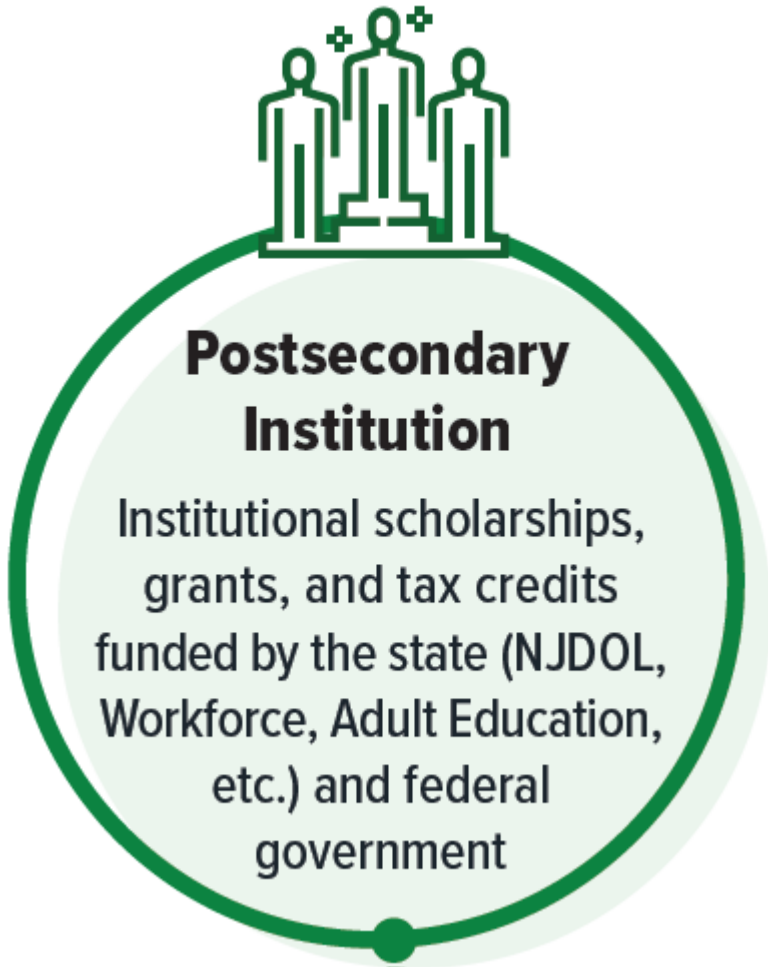 Postsecondary
Institution
Institutional scholarships,
grants, and tax credits
funded by the state (NJDOL,
Workforce, Adult Education,
etc.) and federal
government